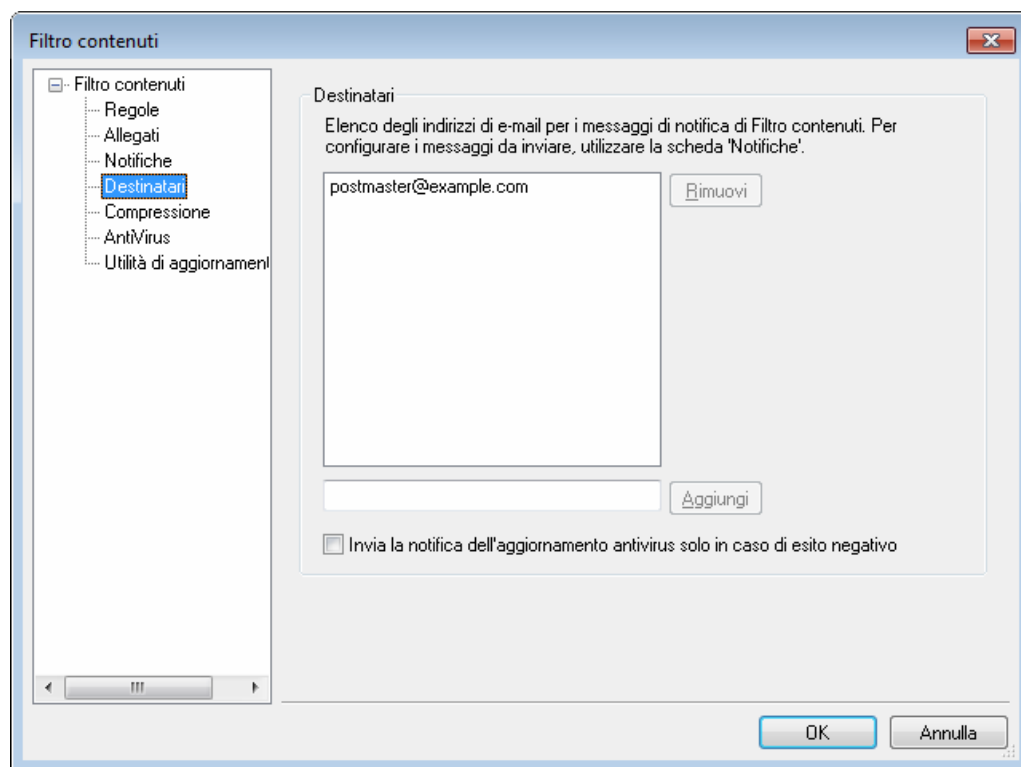 Filtro contenuti
Filtro contenuti
Regole
Allegati
Notifiche
Destinatari
Compressione
AntiVirus
Utilità di aggiornament
Destinatari
Elenco degli indirizzi di e-mail per i messaggi di notifica di Filtro contenuti. Per
configurare i messaggi da inviare, utilizzare la scheda 'Notifiche'.
postmaster@example.com
Rimuovi
Aggiungi
Invia la notifica dell'aggiornamento antivirus solo in caso di esito negativo
OK
Annulla